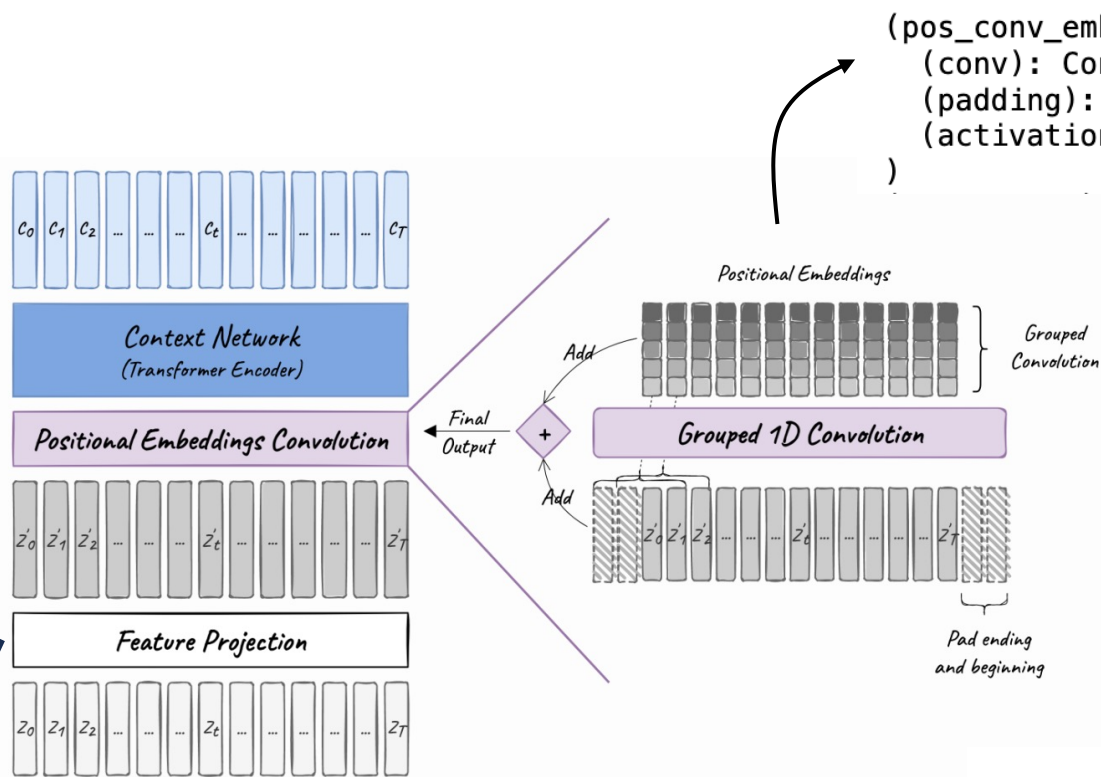 (pos_conv_em
(conv): Co
(padding):
(activation
)
C0 C1 C2 ... ... ... Ct ... ... ... ... ... CT
Context Network
(Transformer Encoder)
Positional Embeddings Convolution
Z'0 Z'1 Z'2 ... ... ... Z't ... ... ... ... ... Z'T
Feature Projection
Z0 Z1 Z2 ... ... ... Zt ... ... ... ... ... ZT
Positional Embeddings
Grouped
Convolution
Add
Final
Output
+
Grouped 1D Convolution
Add
Z'0 Z'1 Z'2 ... ... ... Z't ... ... ... ... ... Z'T
Pad ending
and beginning